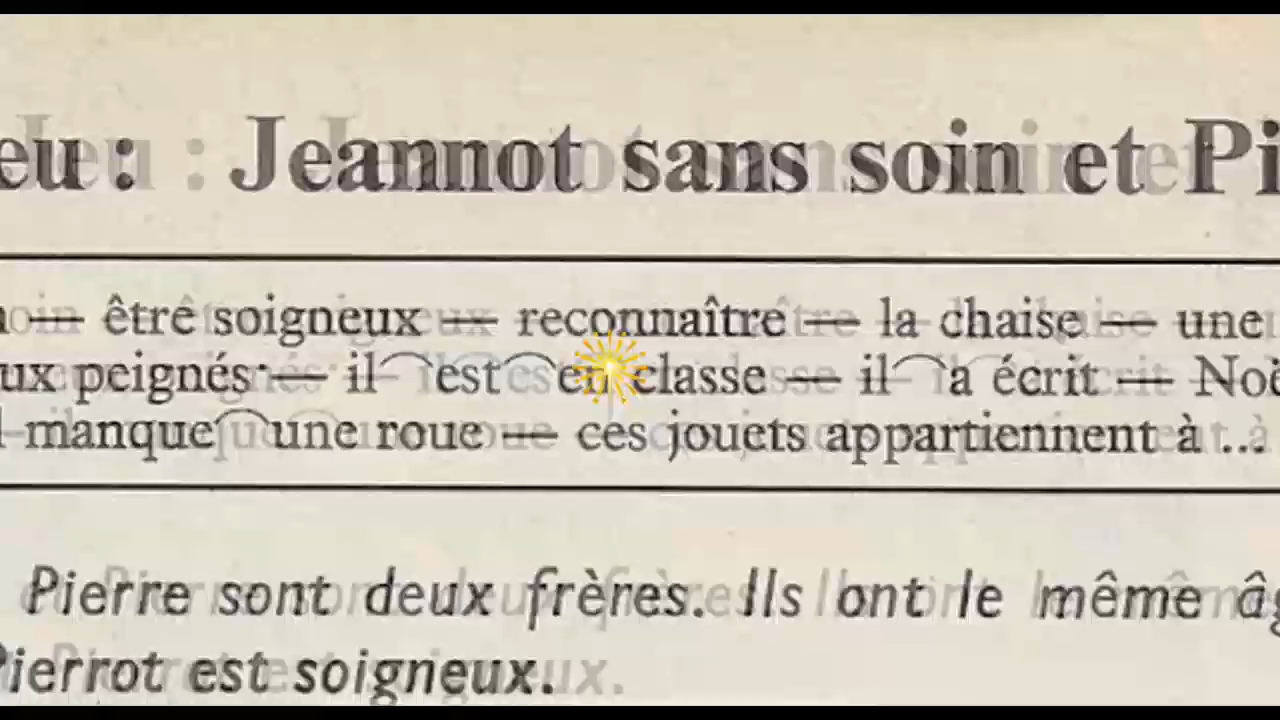 eu : Jeannot sans soin et Pi
— être soigneux — reconnaître — la chaise — une
ux peignés — il est en classe — il a écrit — Noë
manque une roue — ces jouets appartiennent à ...
Pierre sont deux frères. Ils ont le même âg
Pierrot est soigneux.